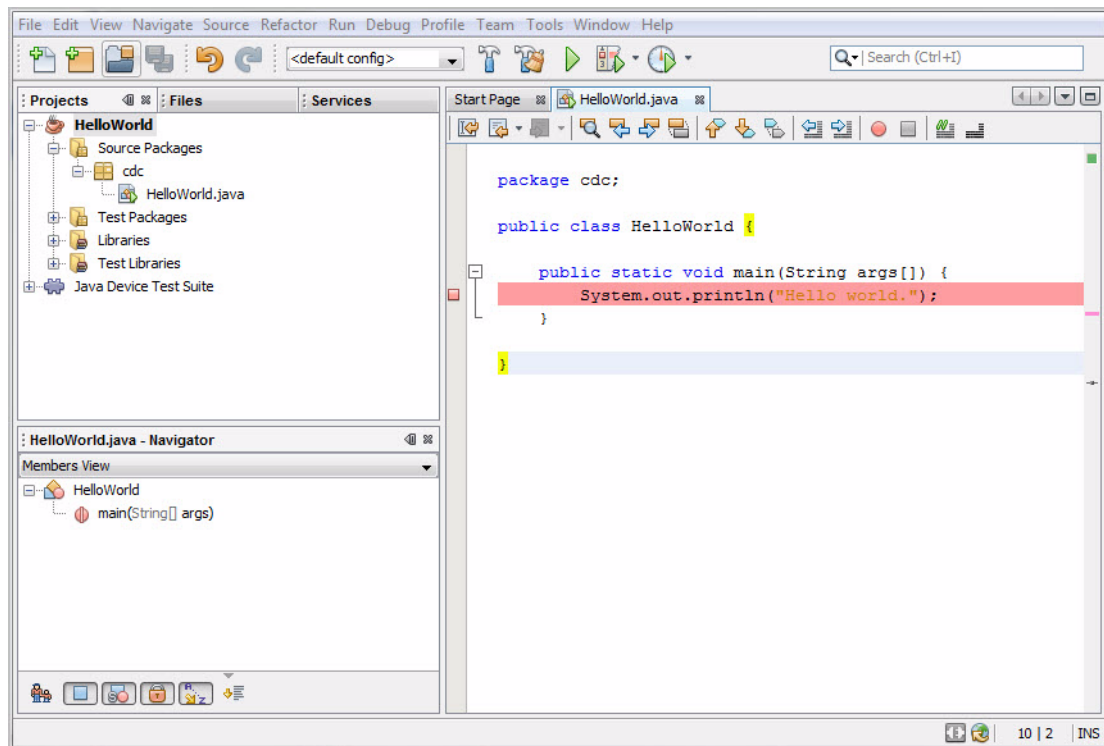 File Edit View Navigate Source Refactor Run Debug Profile Team Tools Window Help
<default config>
Search (Ctrl+I)
Projects Files Services
HelloWorld
Source Packages
cdc
HelloWorld.java
Test Packages
Libraries
Test Libraries
Java Device Test Suite
HelloWorld.java - Navigator
Members View
HelloWorld
main(String[] args)
Start Page HelloWorld.java
package cdc;
public class HelloWorld {
public static void main(String args[]) {
System.out.println("Hello world.");
}
}
10 | 2 INS